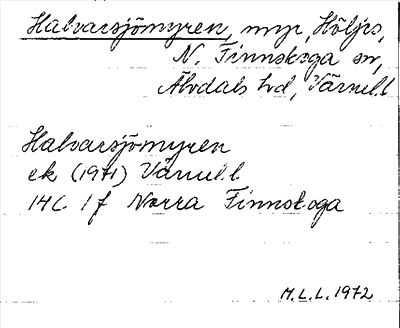 Halvarsjömyren, myr, Höljes,
N. Finnskoga sn,
Älvdals hd, Värml.l
Halvarsjömyren
ek (1971) Värml.l
14C 1f Norra Finnskoga
M.L.L. 1972